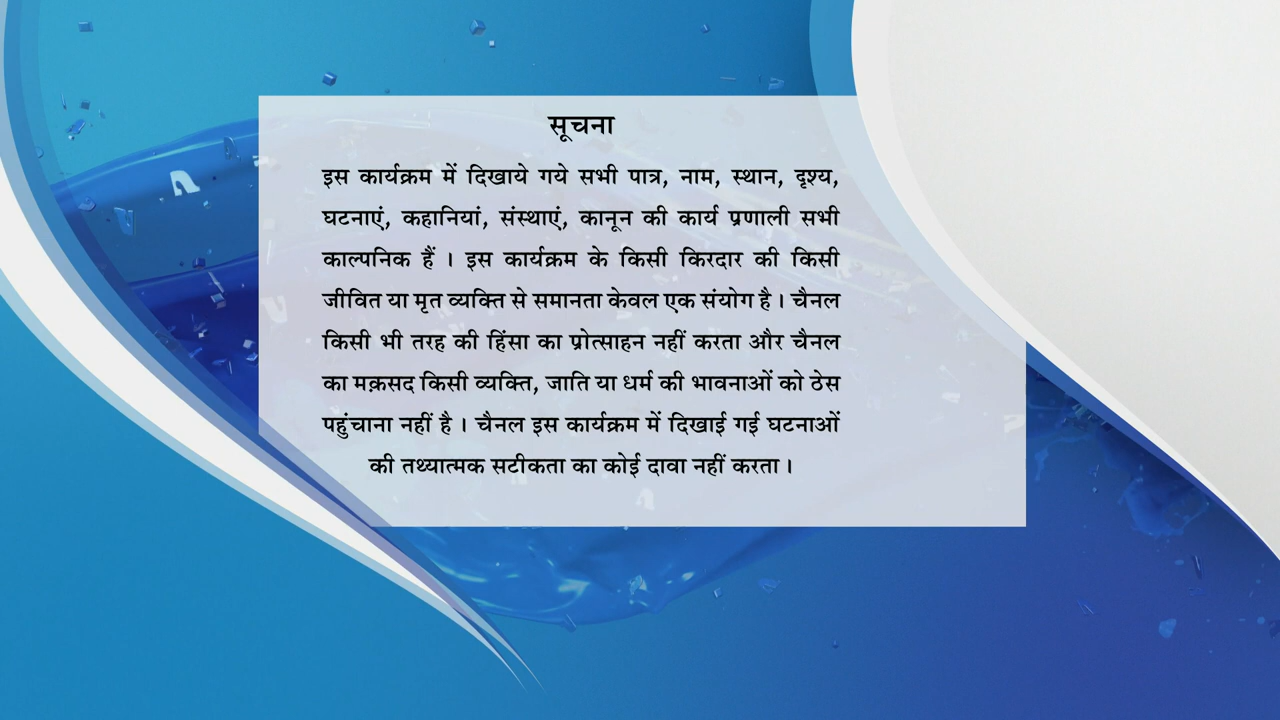 सूचना
इस कार्यक्रम में दिखाये गये सभी पात्र, नाम, स्थान, दृश्य,
घटनाएं, कहानियां, संस्थाएं, कानून की कार्य प्रणाली सभी
काल्पनिक हैं । इस कार्यक्रम के किसी किरदार की किसी
जीवित या मृत व्यक्ति से समानता केवल एक संयोग है। चैनल
किसी भी तरह की हिंसा का प्रोत्साहन नहीं करता और चैनल
का मक़सद किसी व्यक्ति, जाति या धर्म की भावनाओं को ठेस
पहुंचाना नहीं है । चैनल इस कार्यक्रम में दिखाई गई घटनाओं
की तथ्यात्मक सटीकता का कोई दावा नहीं करता।